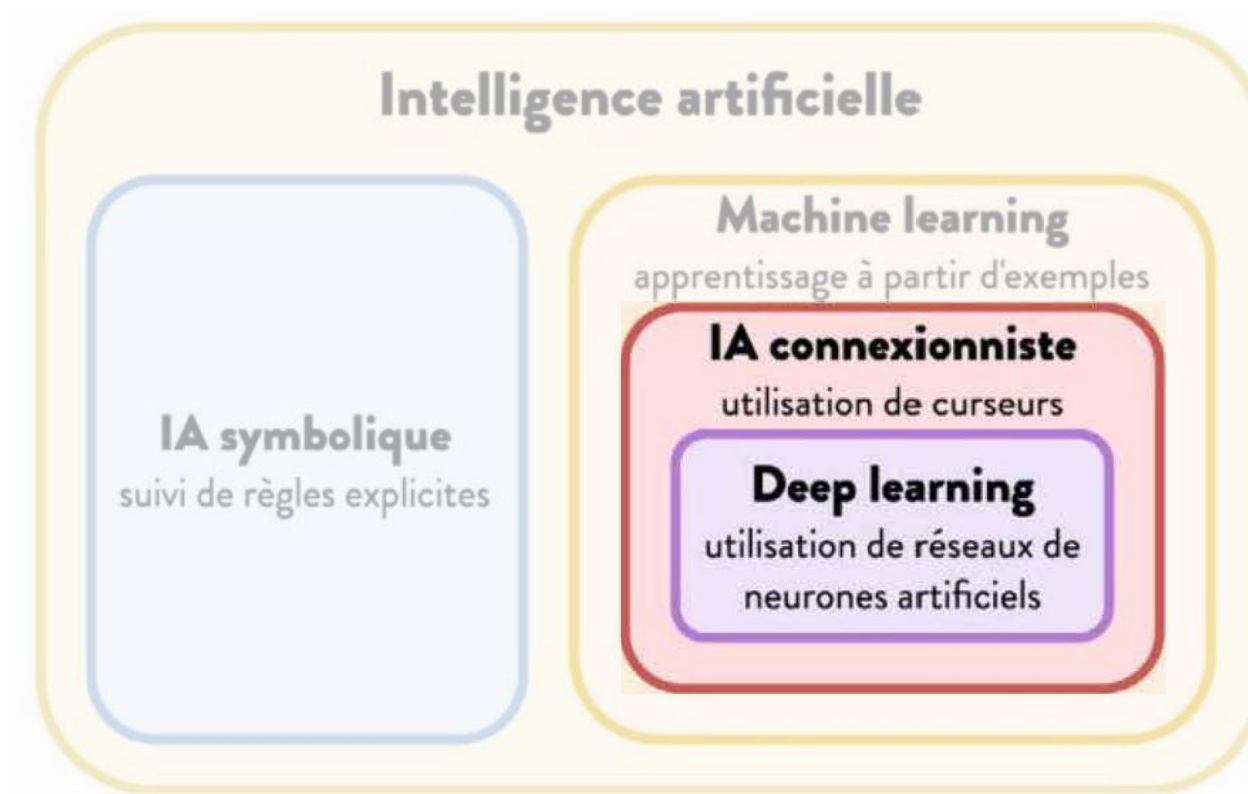 Intelligence artificielle
IA symbolique
suivi de règles explicites
Machine learning
apprentissage à partir d'exemples
IA connexionniste
utilisation de curseurs
Deep learning
utilisation de réseaux de
neurones artificiels